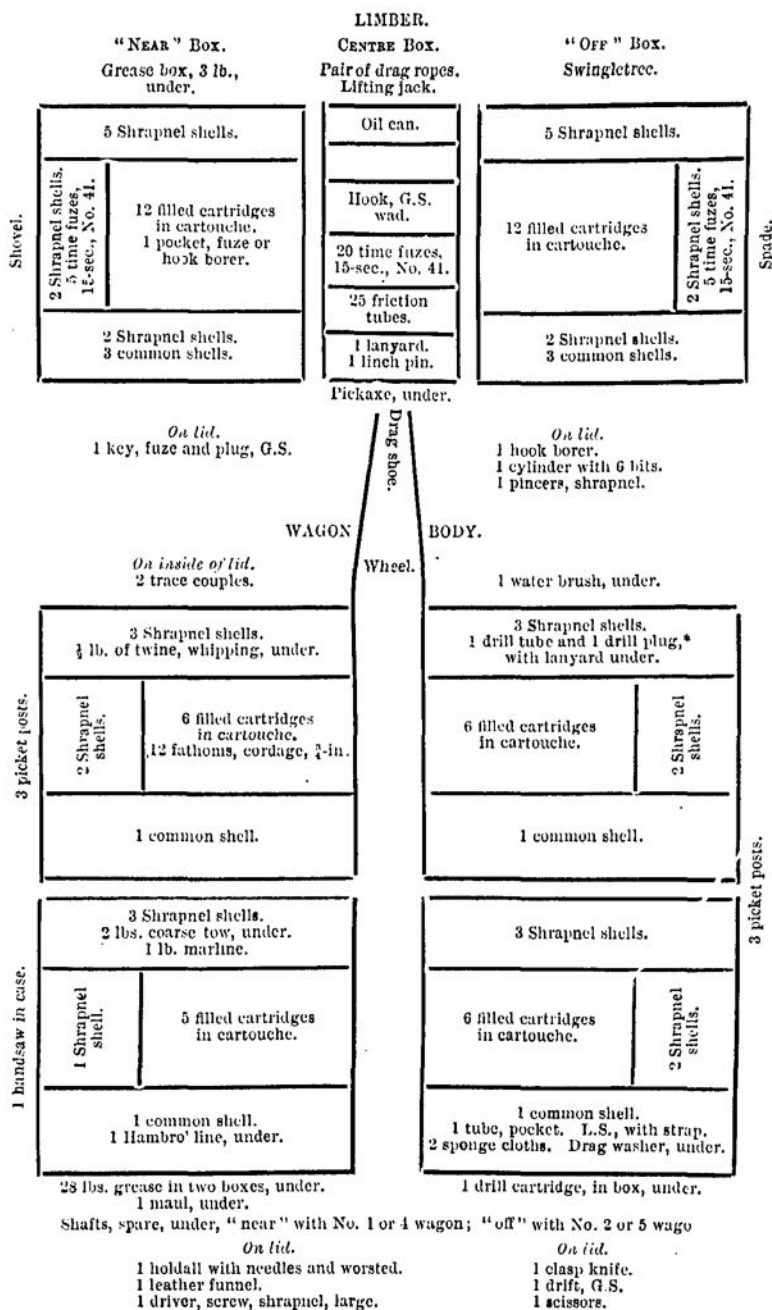 LIMBER.
"NEAR" BOX.
Grease box, 3 lb.,
under.
CENTRE BOX.
Pair of drag ropes.
Lifting jack.
"OFF" BOX.
Swingletree.
Shovel.
5 Shrapnel shells.
2 Shrapnel shells.
5 time fuzes,
15-sec., No. 41.
12 filled cartridges
in cartouche.
1 pocket, fuze or
hook borer.
2 Shrapnel shells.
3 common shells.
Oil can.
Hook, G.S.
wad.
20 time fuzes,
15-sec., No. 41.
25 friction
tubes.
1 lanyard.
1 linch pin.
Pickaxe, under.
5 Shrapnel shells.
12 filled cartridges
in cartouche.
2 Shrapnel shells.
5 time fuzes,
15-sec., No. 41.
2 Shrapnel shells.
3 common shells.
Spade.
On lid.
1 key, fuze and plug, G.S.
Drag shoe.
On lid.
1 hook borer.
1 cylinder with 6 bits.
1 pincers, shrapnel.
WAGON BODY.
On inside of lid.
2 trace couples.
Wheel.
1 water brush, under.
3 picket posts.
3 Shrapnel shells.
lb. of twine, whipping, under.
2 Shrapnel
shells.
6 filled cartridges
in cartouche.
12 fathoms, cordage, ¾-in.
1 common shell.
3 Shrapnel shells.
1 drill tube and 1 drill plug,*
with lanyard under.
6 filled cartridges
in cartouche.
2 Shrapnel
shells.
1 common shell.
3 picket posts.
1 handsaw in case.
3 Shrapnel shells.
2 lbs. coarse tow, under.
1 lb. marline.
1 Shrapnel
shell.
5 filled cartridges
in cartouche.
1 common shell.
1 Hambro' line, under.
3 Shrapnel shells.
6 filled cartridges
in cartouche.
2 Shrapnel
shells.
1 common shell.
1 tube, pocket. L.S., with strap.
2 sponge cloths. Drag washer, under.
28 lbs. grease in two boxes, under.
1 maul, under.
1 drill cartridge, in box, under.
Shafts, spare, under, "near" with No. 1 or 4 wagon; "off" with No. 2 or 5 wago
On lid.
1 holdall with needles and worsted.
1 leather funnel.
1 driver, screw, shrapnel, large.
On lid.
1 clasp knife.
1 drift, G.S.
1 scissors.